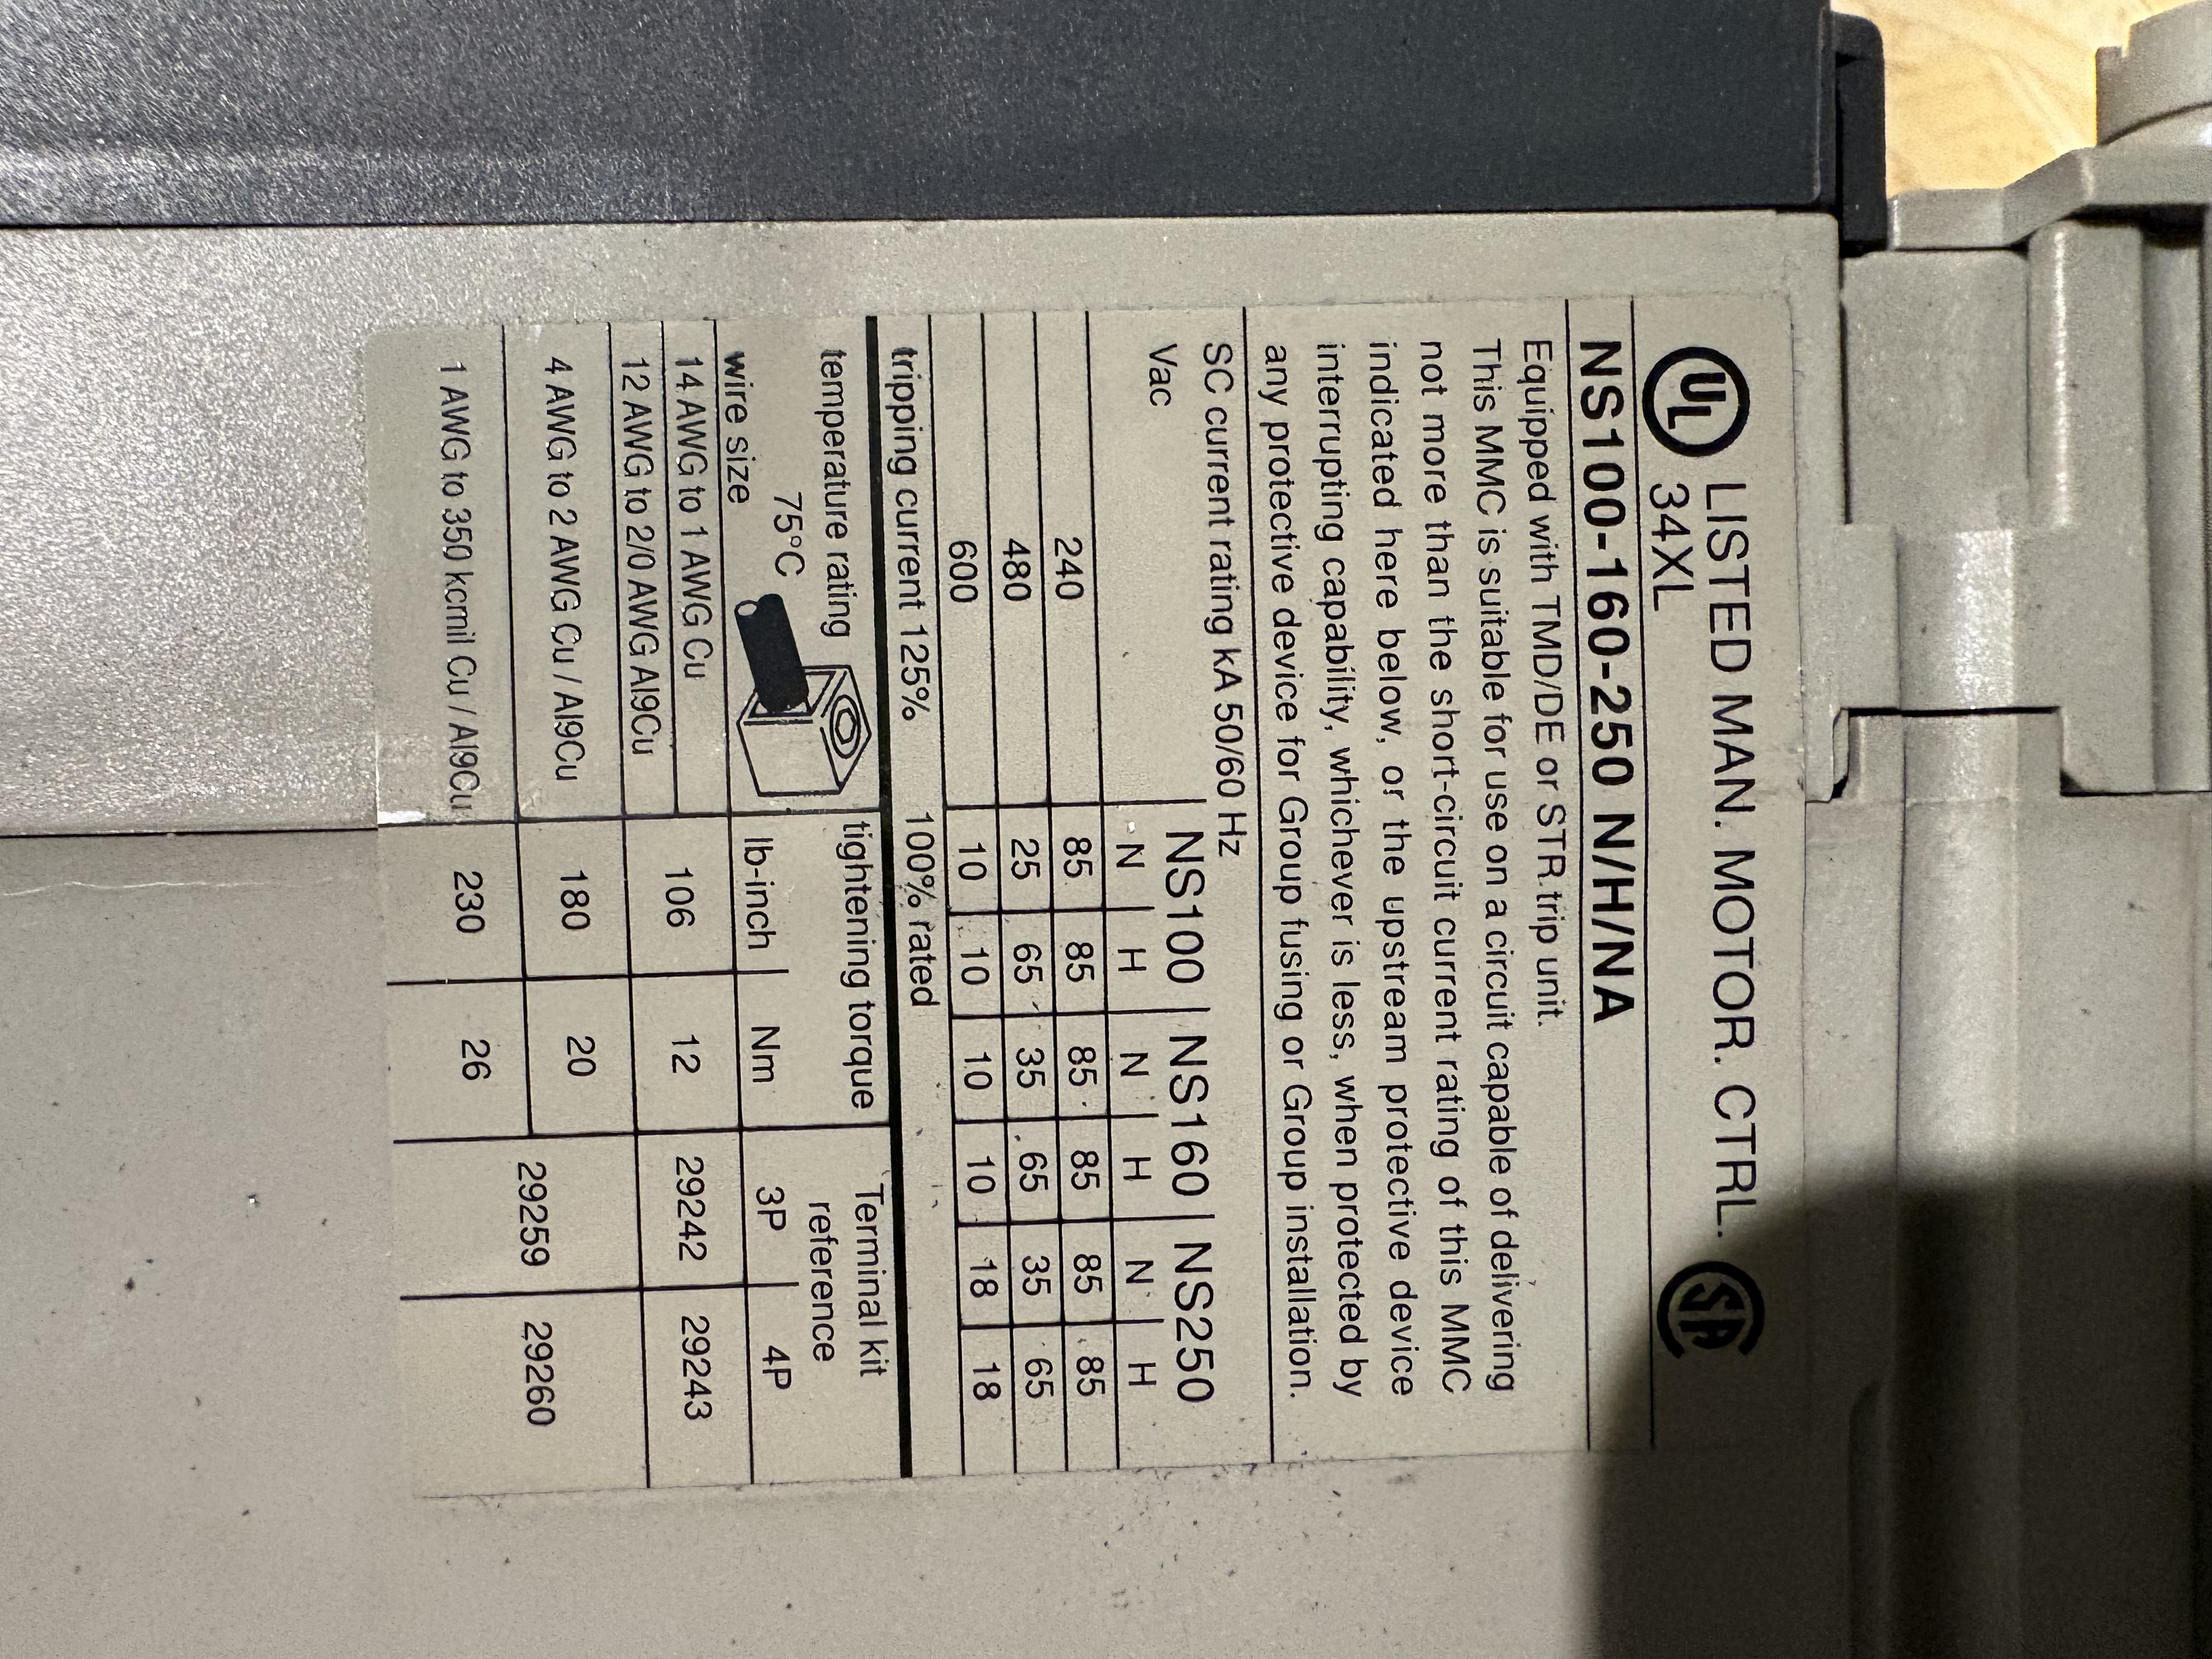 UL LISTED MAN. MOTOR. CTRL. SA
34XL
NS100-160-250 N/H/NA
Equipped with TMD/DE or STR trip unit.
This MMC is suitable for use on a circuit capable of delivering
not more than the short-circuit current rating of this MMC
indicated here below, or the upstream protective device
interrupting capability, whichever is less, when protected by
any protective device for Group fusing or Group installation.
SC current rating kA 50/60 Hz
Vac NS100 NS160 NS250
N H N H N H
240 85 85 85 85 85 85
480 25 65 35 65 35 65
600 10 10 10 10 18 18
tripping current 125% 100% rated
temperature rating tightening torque Terminal kit
75°C reference
wire size lb-inch Nm 3P 4P
14 AWG to 1 AWG Cu 106 12 29242 29243
12 AWG to 2/0 AWG Al9Cu
4 AWG to 2 AWG Cu / Al9Cu 180 20 29259 29260
1 AWG to 350 kcmil Cu / Al9Cu 230 26